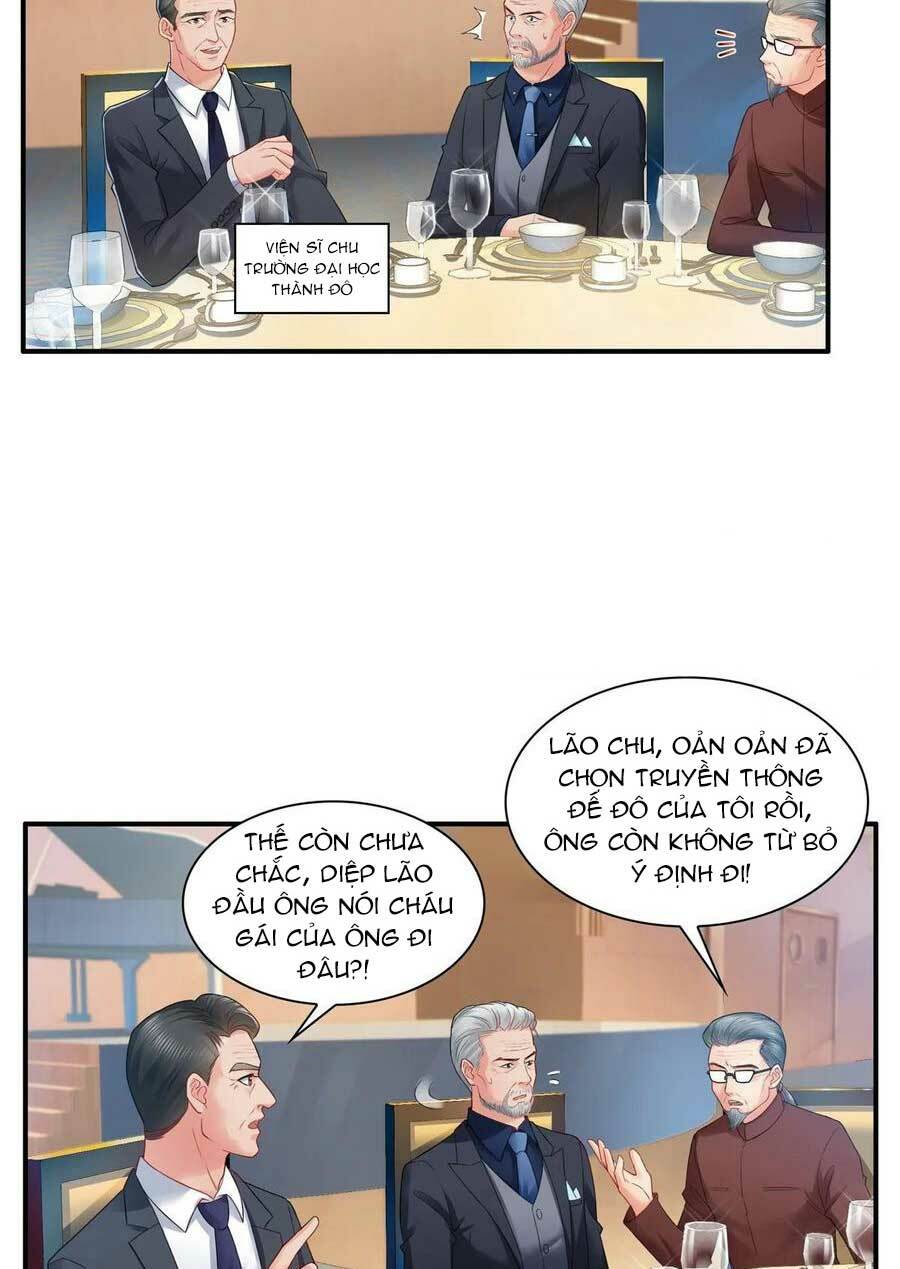 VIỆN SĨ CHU
TRƯỜNG ĐẠI HỌC
THÀNH ĐÔ
LÃO CHU, OẢN OẢN ĐÃ
CHỌN TRUYỀN THÔNG
ĐẾ ĐÔ CỦA TÔI RỒI,
ÔNG CÒN KHÔNG TỪ BỎ
Ý ĐỊNH ĐI!
THẾ CÒN CHƯA
CHẮC, DIỆP LÃO
ĐẦU ÔNG NÓI CHÁU
GÁI CỦA ÔNG ĐI
ĐÂU?!